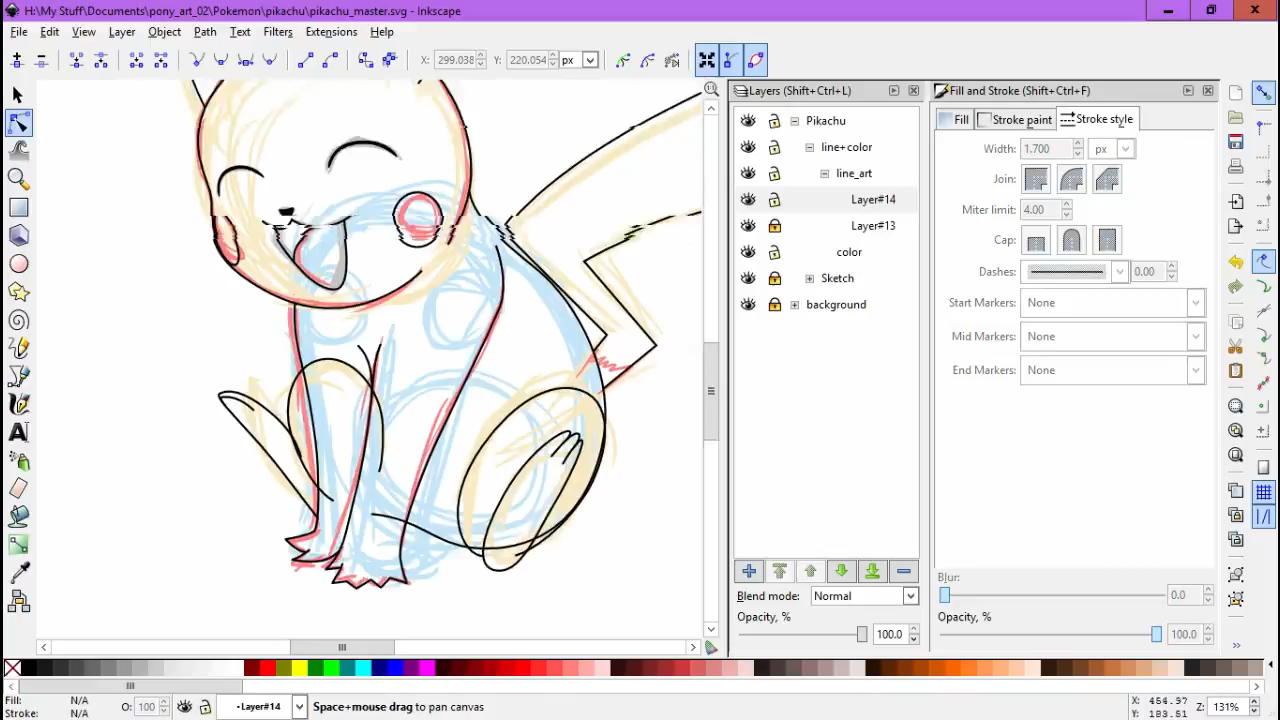 H:\My Stuff\Documents\pony_art_02\Pokemon\pikachu\pikachu_master.svg - Inkscape
File Edit View Layer Object Path Text Filters Extensions Help
X: 299.038 Y: 220.054 px
Layers (Shift+Ctrl+L)
Pikachu
line+color
line_art
Layer#14
Layer#13
color
Sketch
background
Blend mode: Normal
Opacity, % 100.0
Fill and Stroke (Shift+Ctrl+F)
Fill Stroke paint Stroke style
Width: 1.700 px
Join:
Miter limit: 4.00
Cap:
Dashes: 0.00
Start Markers: None
Mid Markers: None
End Markers: None
Blur: 0.0
Opacity, % 100.0
Fill: N/A
Stroke: N/A
O: 100
Layer#14
Space+mouse drag to pan canvas
X: 454.37
Y: 183.51
Z: 131%